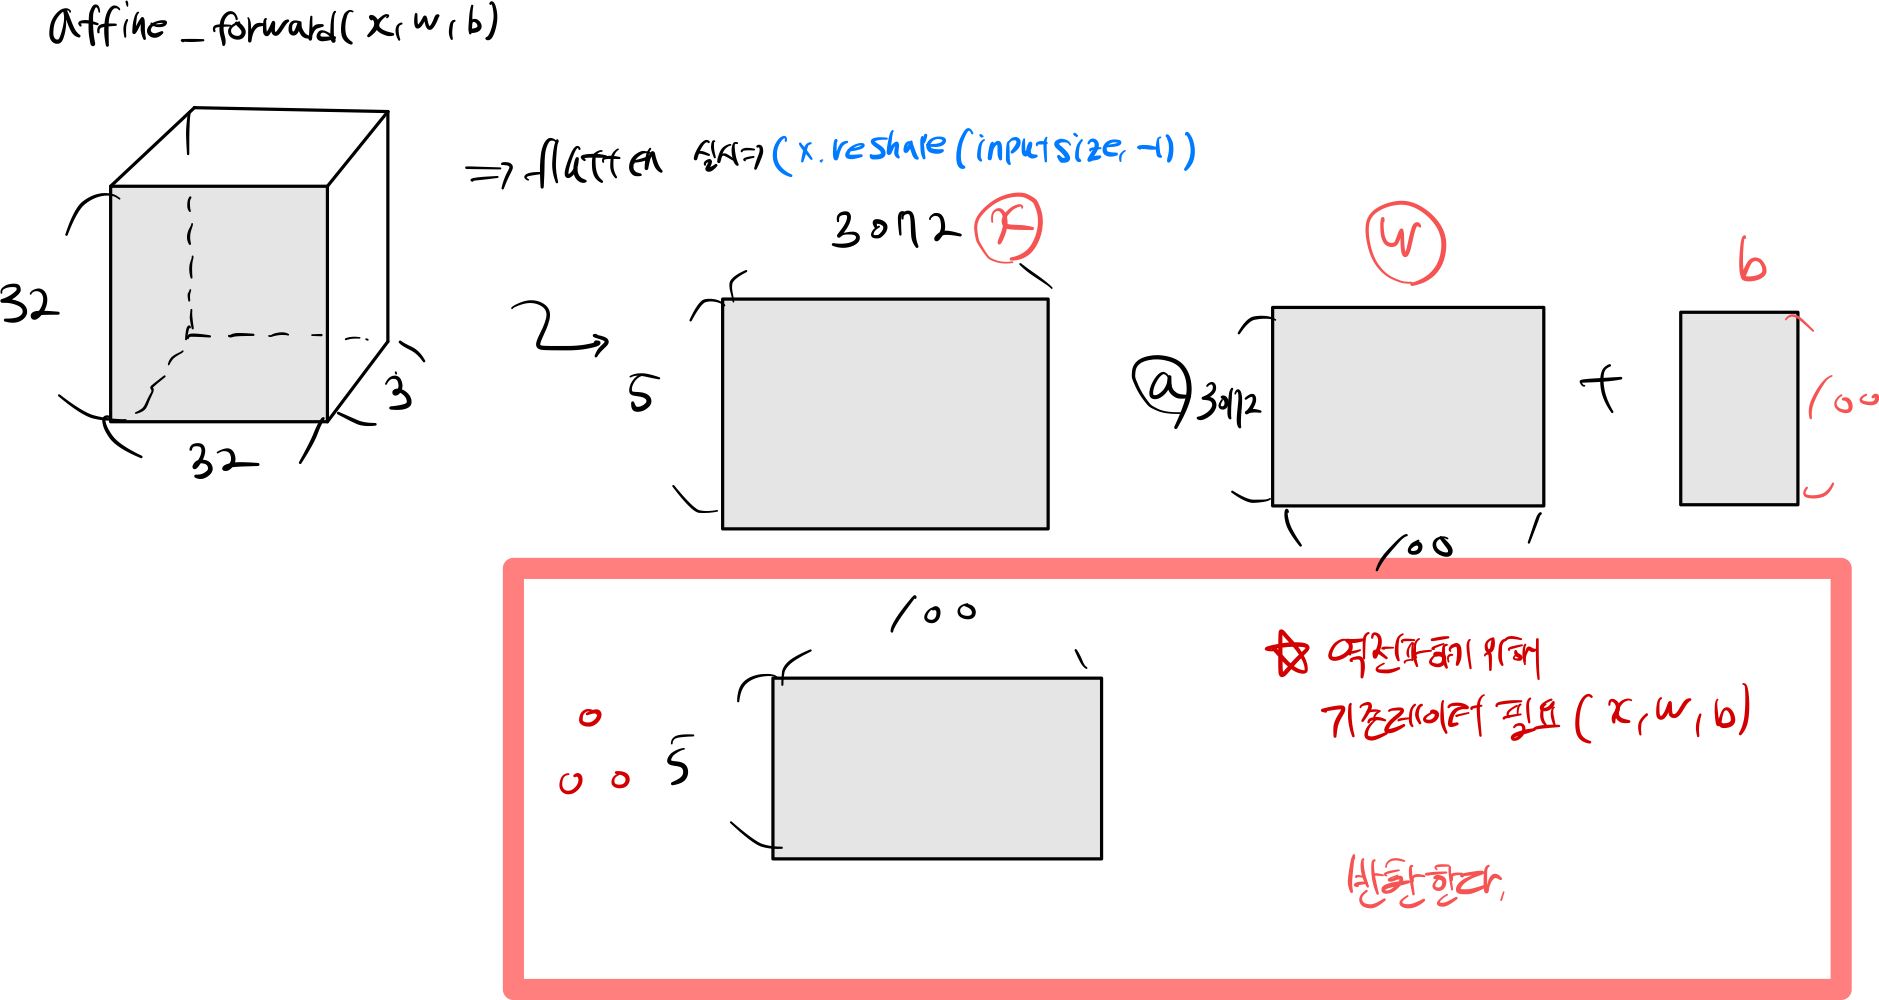 affine_forward(x, w, b)
⇒ flatten 실시⇒ (x.reshape(inputsize, -1))
3072 x
w
b
32
3
32
5
@ 3072
+
100
100
100
5
☆ 역전파하기 위해
기존레이터 필요 (x, w, b)
반환한다.